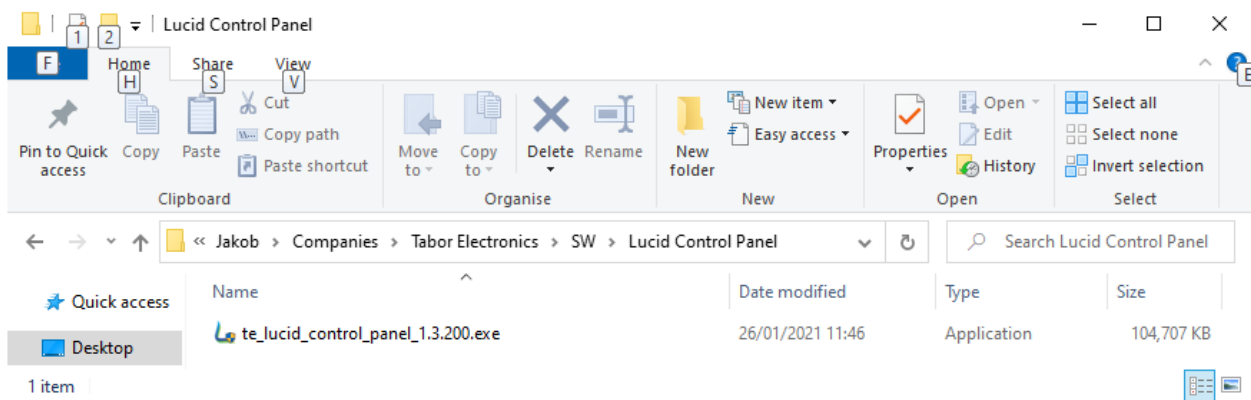 Lucid Control Panel
1 2
F Home Share View
H S V E
Pin to Quick access
Copy
Paste
Cut
Copy path
Paste shortcut
Clipboard
Move to
Copy to
Delete
Rename
Organise
New folder
New item
Easy access
New
Properties
Open
Edit
History
Open
Select all
Select none
Invert selection
Select
« Jakob > Companies > Tabor Electronics > SW > Lucid Control Panel
Search Lucid Control Panel
Quick access
Desktop
Name Date modified Type Size
te_lucid_control_panel_1.3.200.exe 26/01/2021 11:46 Application 104,707 KB
1 item